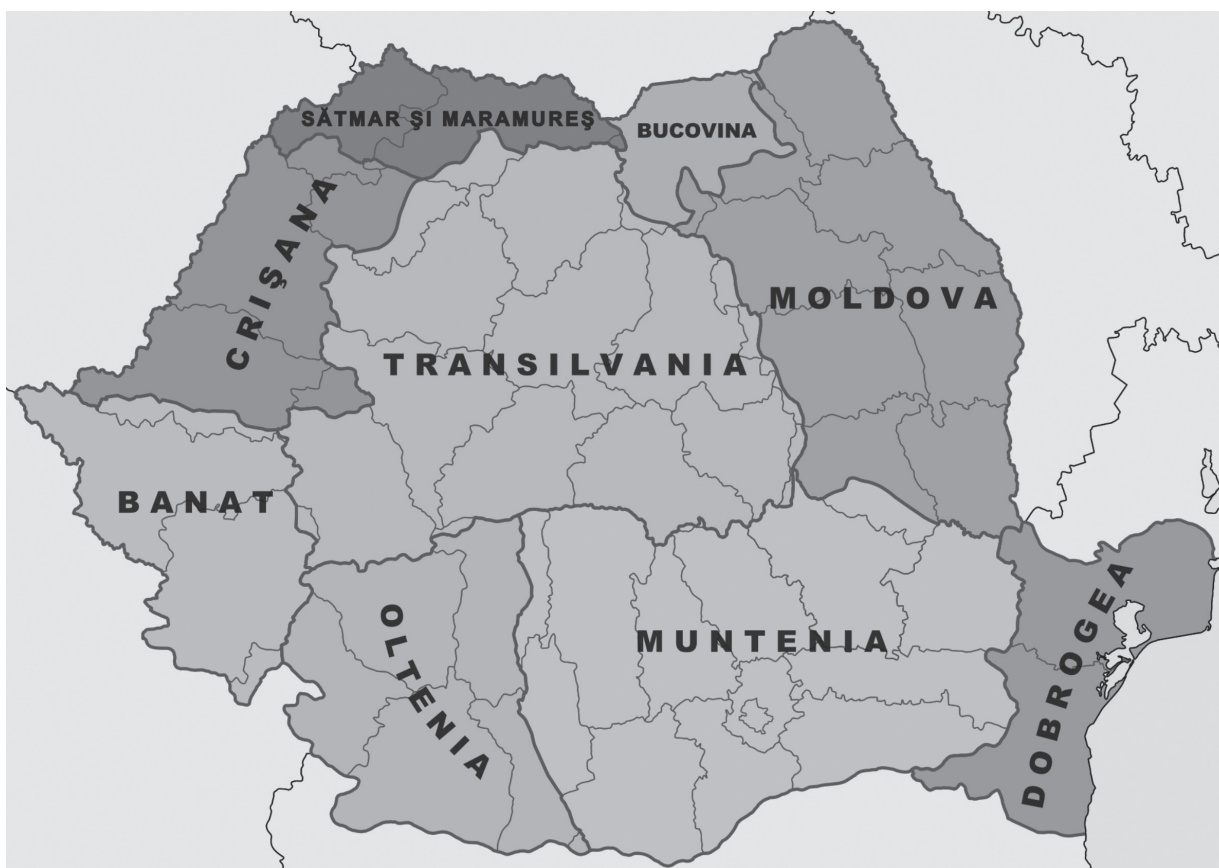 SĂTMAR ŞI MARAMUREŞ
BUCOVINA
CRIŞANA
MOLDOVA
TRANSILVANIA
BANAT
OLTENIA
MUNTENIA
DOBROGEA